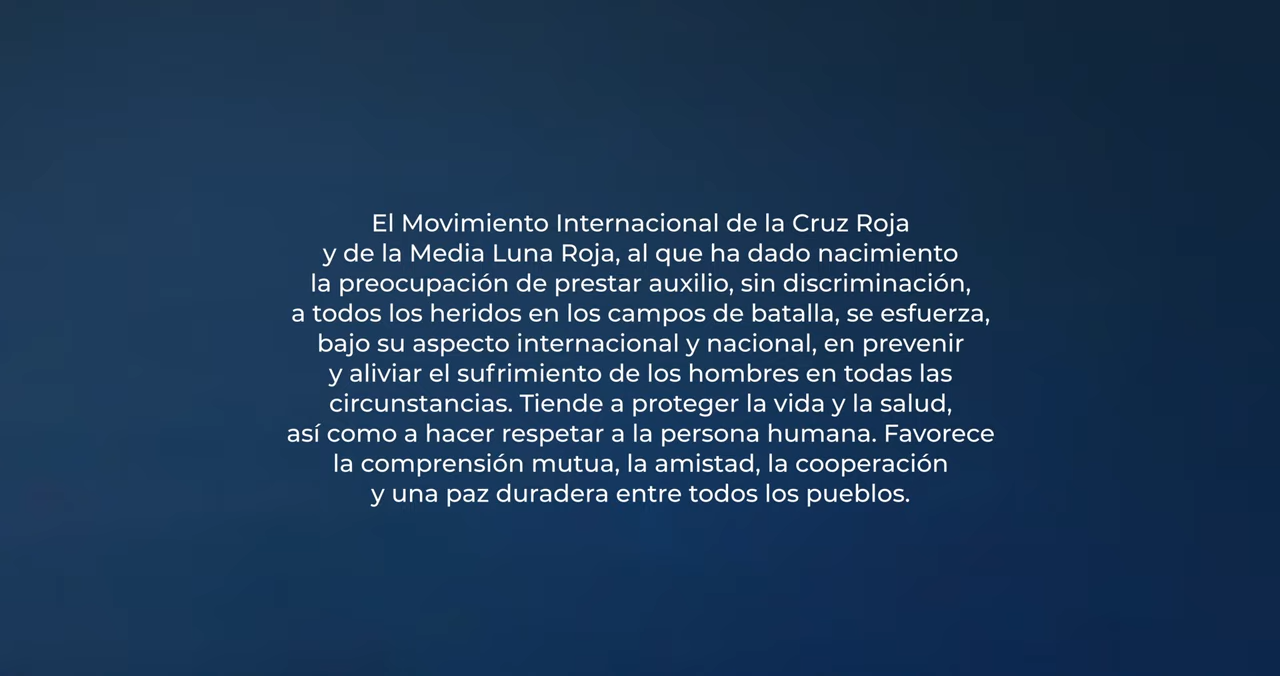 El Movimiento Internacional de la Cruz Roja
y de la Media Luna Roja, al que ha dado nacimiento
la preocupación de prestar auxilio, sin discriminación,
a todos los heridos en los campos de batalla, se esfuerza,
bajo su aspecto internacional y nacional, en prevenir
y aliviar el sufrimiento de los hombres en todas las
circunstancias. Tiende a proteger la vida y la salud,
así como a hacer respetar a la persona humana. Favorece
la comprensión mutua, la amistad, la cooperación
y una paz duradera entre todos los pueblos.